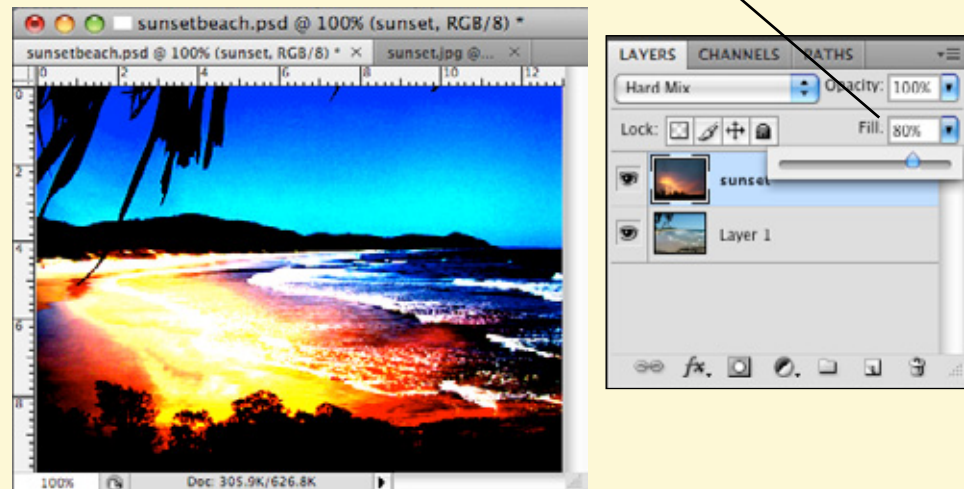 sunsetbeach.psd @ 100% (sunset, RGB/8) *
sunsetbeach.psd @ 100% (sunset, RGB/8) * × sunset.jpg @... ×
0 2 4 6 8 10 12
0
2
4
6
8
100% Doc: 305.9K/626.8K
LAYERS CHANNELS PATHS
Hard Mix Opacity: 100%
Lock: Fill: 80%
sunset
Layer 1
fx.